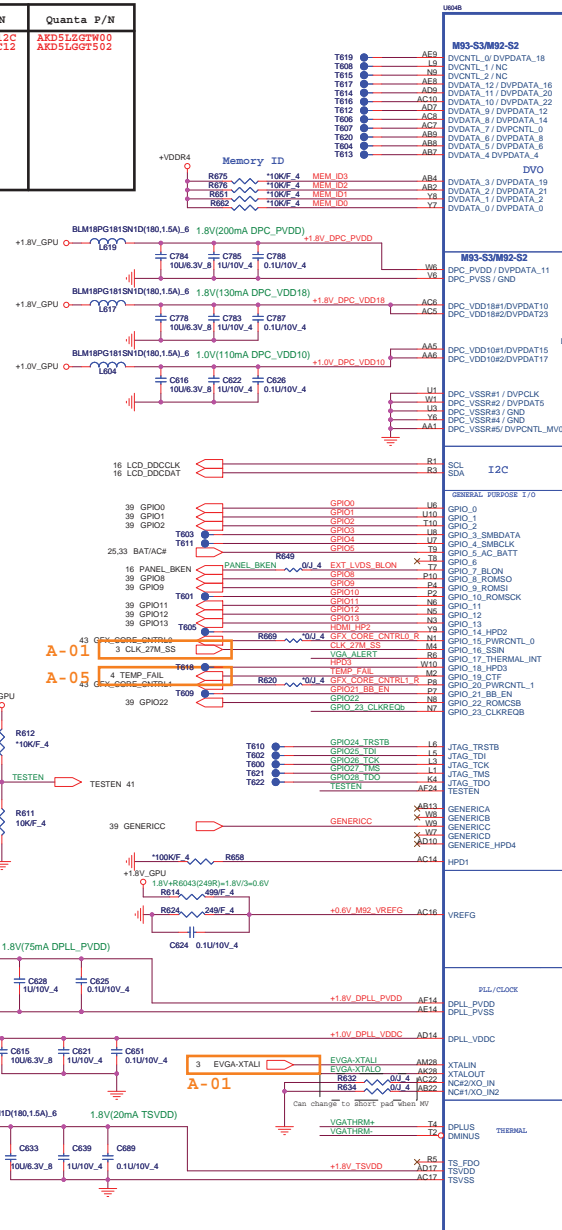 N Quanta P/N
2C AKD5LZGTW00
C12 AKD5LGGT502
U604B
M93-S3/M92-S2
T619 AE9 DVCNTL_0/ DVPDATA_18
T608 L9 DVCNTL_1 / NC
T615 N9 DVCNTL_2 / NC
T617 AE8 DVDATA_12 / DVPDATA_16
T614 AD9 DVDATA_11 / DVPDATA_20
T616 AC10 DVDATA_10 / DVPDATA_22
T612 AD7 DVDATA_9 / DVPDATA_12
T606 AC8 DVDATA_8 / DVPDATA_14
T607 AC7 DVDATA_7 / DVPCNTL_0
T620 AB9 DVDATA_6 / DVPDATA_8
T604 AB8 DVDATA_5 / DVPDATA_6
T613 AB7 DVDATA_4 DVPDATA_4
DVO
+VDDR4 Memory ID
R675 *10K/F_4 MEM_ID3 AB4 DVDATA_3 / DVPDATA_19
R676 *10K/F_4 MEM_ID2 AB2 DVDATA_2 / DVPDATA_21
R651 *10K/F_4 MEM_ID1 Y8 DVDATA_1 / DVPDATA_2
R662 *10K/F_4 MEM_ID0 Y7 DVDATA_0 / DVPDATA_0
BLM18PG181SN1D(180,1.5A)_6 1.8V(200mA DPC_PVDD)
+1.8V_GPU L619 +1.8V_DPC_PVDD
M93-S3/M92-S2
C784 C785 C788
10U/6.3V_8 1U/10V_4 0.1U/10V_4
W6 DPC_PVDD / DVPDATA_11
V6 DPC_PVSS / GND
BLM18PG181SN1D(180,1.5A)_6 1.8V(130mA DPC_VDD18)
+1.8V_GPU L617 +1.8V_DPC_VDD18
AC6 DPC_VDD18#1/DVPDAT10
AC5 DPC_VDD18#2/DVPDAT23
C778 C783 C787
10U/6.3V_8 1U/10V_4 0.1U/10V_4
BLM18PG181SN1D(180,1.5A)_6 1.0V(110mA DPC_VDD10)
+1.0V_GPU L604 +1.0V_DPC_VDD10
AA5 DPC_VDD10#1/DVPDAT15
AA6 DPC_VDD10#2/DVPDAT17
C616 C622 C626
10U/6.3V_8 1U/10V_4 0.1U/10V_4
U1 DPC_VSSR#1 / DVPCLK
W1 DPC_VSSR#2 / DVPDAT5
U3 DPC_VSSR#3 / GND
Y6 DPC_VSSR#4 / GND
AA1 DPC_VSSR#5/ DVPCNTL_MV0
16 LCD_DDCCLK R1 SCL
16 LCD_DDCDAT R3 SDA
I2C
GENERAL PURPOSE I/O
39 GPIO0 GPIO0 U6 GPIO_0
39 GPIO1 GPIO1 U10 GPIO_1
39 GPIO2 GPIO2 T10 GPIO_2
T603 GPIO3 U8 GPIO_3_SMBDATA
T611 GPIO4 U7 GPIO_4_SMBCLK
25,33 BAT/AC# GPIO5 T9 GPIO_5_AC_BATT
T8 GPIO_6
16 PANEL_BKEN PANEL_BKEN R649 0/J_4 EXT_LVDS_BLON T7 GPIO_7_BLON
39 GPIO8 GPIO8 P10 GPIO_8_ROMSO
39 GPIO9 GPIO9 P4 GPIO_9_ROMSI
T601 GPIO10 P2 GPIO_10_ROMSCK
39 GPIO11 GPIO11 N6 GPIO_11
39 GPIO12 GPIO12 N5 GPIO_12
39 GPIO13 GPIO13 N3 GPIO_13
T605 HDMI_HP2 Y9 GPIO_14_HPD2
43 GFX_CORE_CNTRL0 R669 *0/J_4 GFX_CORE_CNTRL0_R N1 GPIO_15_PWRCNTL_0
A-01 3 CLK_27M_SS CLK_27M_SS M4 GPIO_16_SSIN
VGA_ALERT R6 GPIO_17_THERMAL_INT
T618 HPD3 W10 GPIO_18_HPD3
A-05 4 TEMP_FAIL TEMP_FAIL M2 GPIO_19_CTF
43 GFX_CORE_CNTRL1 R620 *0/J_4 GFX_CORE_CNTRL1_R P8 GPIO_20_PWRCNTL_1
T609 GPIO21_BB_EN P7 GPIO_21_BB_EN
39 GPIO22 GPIO22 N8 GPIO_22_ROMCSB
GPIO_23_CLKREQb N7 GPIO_23_CLKREQB
GPU
R612
*10K/F_4
TESTEN TESTEN 41
R611
10K/F_4
T610 GPIO24_TRSTB L6 JTAG_TRSTB
T602 GPIO25_TDI L5 JTAG_TDI
T600 GPIO26_TCK L3 JTAG_TCK
T621 GPIO27_TMS L1 JTAG_TMS
T622 GPIO28_TDO K4 JTAG_TDO
TESTEN AF24 TESTEN
AB13 GENERICA
W8 GENERICB
39 GENERICC GENERICC W9 GENERICC
W7 GENERICD
AD10 GENERICE_HPD4
*100K/F_4 R658 AC14 HPD1
+1.8V_GPU
1.8V+R6043(249R)=1.8V/3=0.6V
R614 499/F_4
R624 249/F_4 +0.6V_M92_VREFG AC16 VREFG
C624 0.1U/10V_4
1.8V(75mA DPLL_PVDD)
PLL/CLOCK
C628 C625
1U/10V_4 0.1U/10V_4
+1.8V_DPLL_PVDD AF14 DPLL_PVDD
AE14 DPLL_PVSS
+1.0V_DPLL_VDDC AD14 DPLL_VDDC
C615 C621 C651
10U/6.3V_8 1U/10V_4 0.1U/10V_4
3 EVGA-XTALI EVGA-XTALI AM28 XTALIN
A-01 EVGA-XTALO AK28 XTALOUT
R632 0/J_4 AC22 NC#2/XO_IN
R634 0/J_4 AB22 NC#1/XO_IN2
Can change to short pad when MV
N1D(180,1.5A)_6 1.8V(20mA TSVDD)
VGATHRM+ T4 DPLUS
VGATHRM- T2 DMINUS
THERMAL
C633 C639 C689
10U/6.3V_8 1U/10V_4 0.1U/10V_4
R5 TS_FDO
+1.8V_TSVDD AD17 TSVDD
AC17 TSVSS